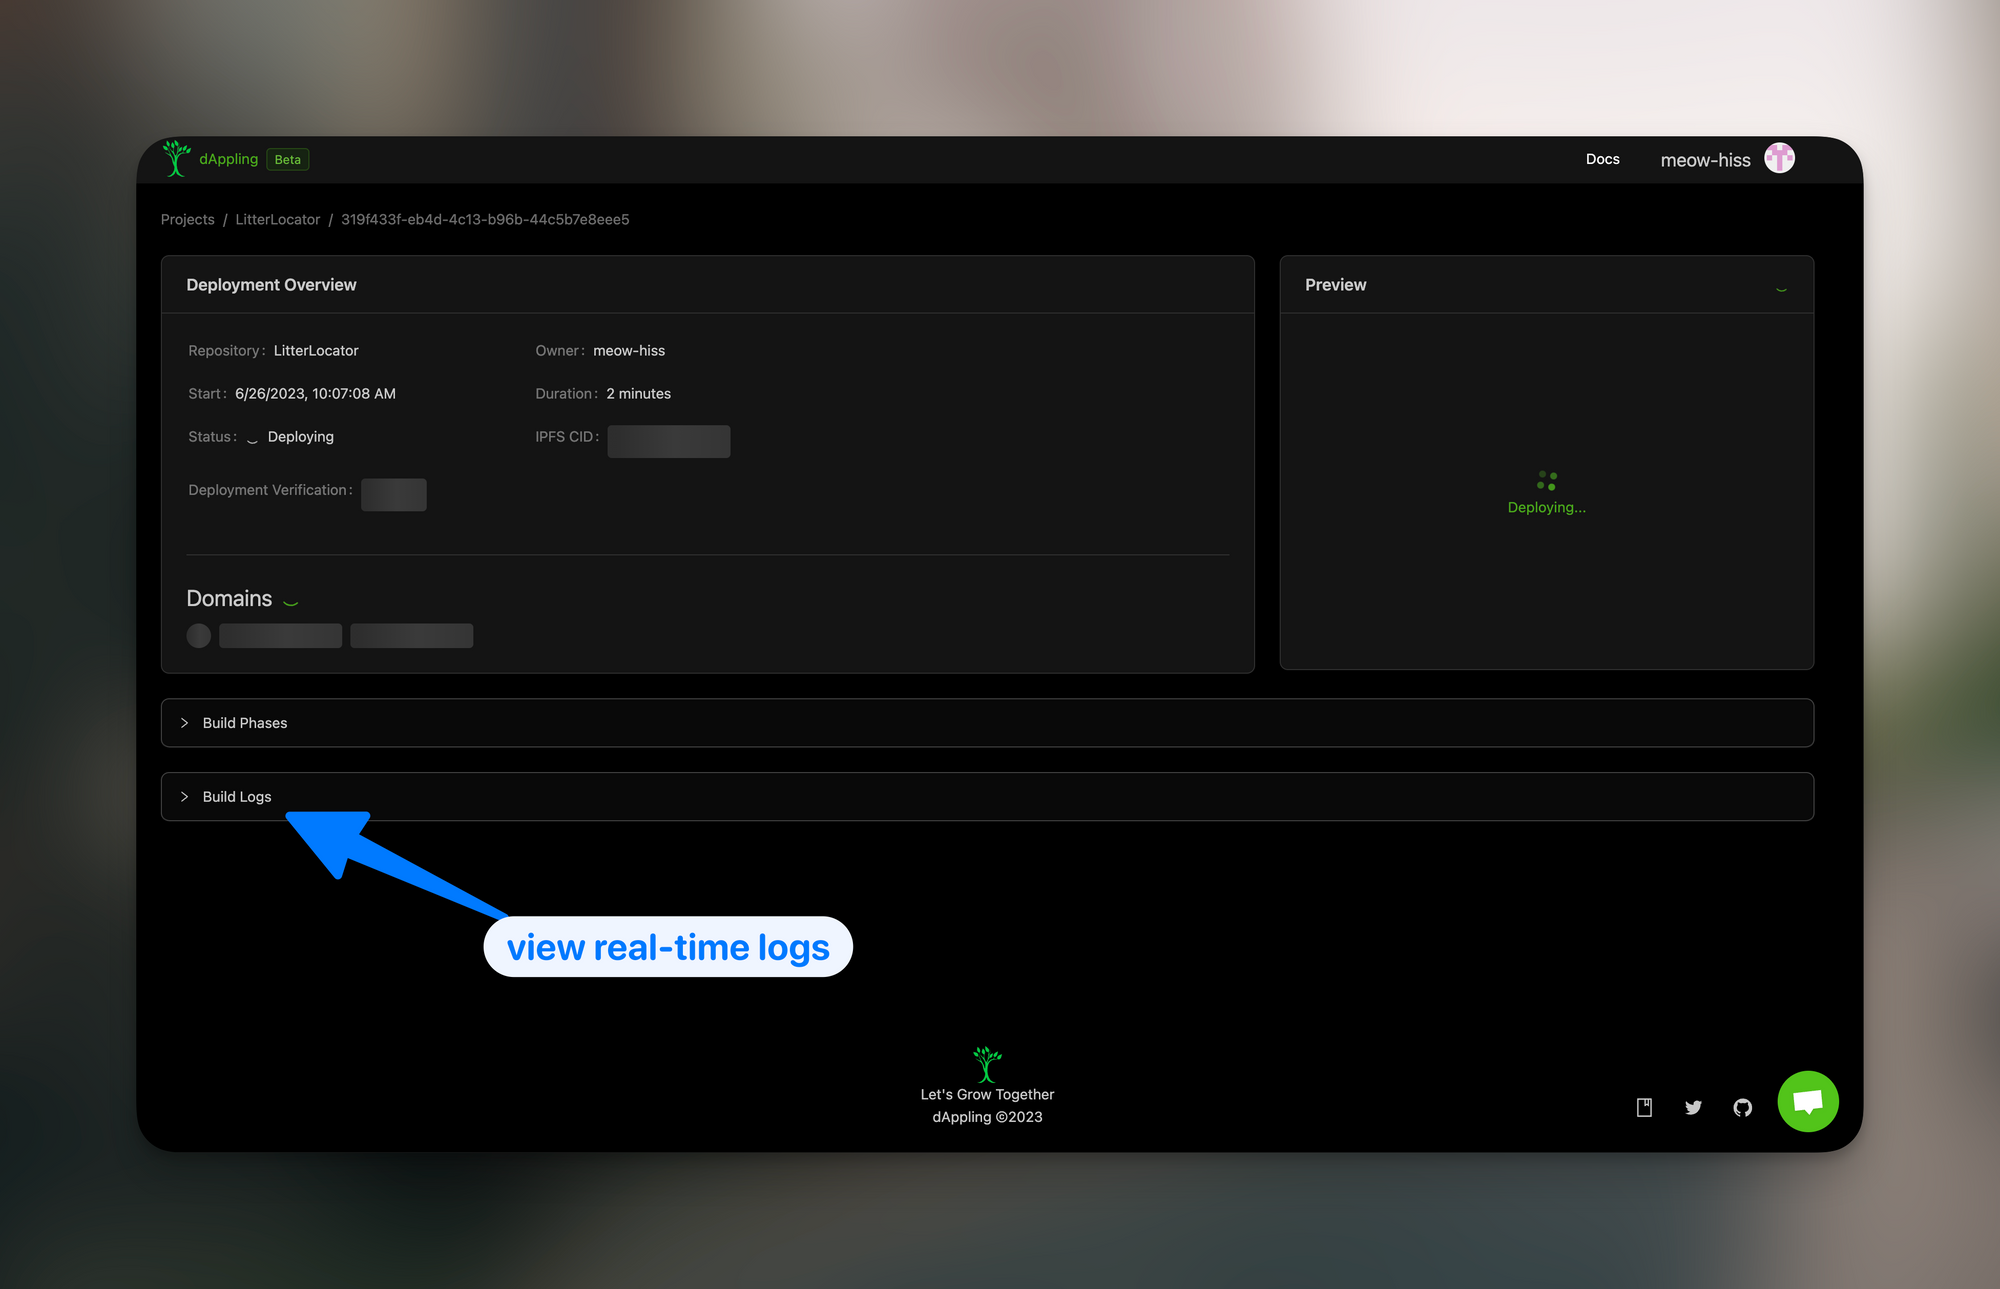 dAppling Beta
Docs meow-hiss
Projects / LitterLocator / 319f433f-eb4d-4c13-b96b-44c5b7e8eee5
Deployment Overview
Repository: LitterLocator
Owner: meow-hiss
Start: 6/26/2023, 10:07:08 AM
Duration: 2 minutes
Status: Deploying
IPFS CID:
Deployment Verification:
Domains
Preview
Deploying...
Build Phases
Build Logs
view real-time logs
Let's Grow Together
dAppling ©2023